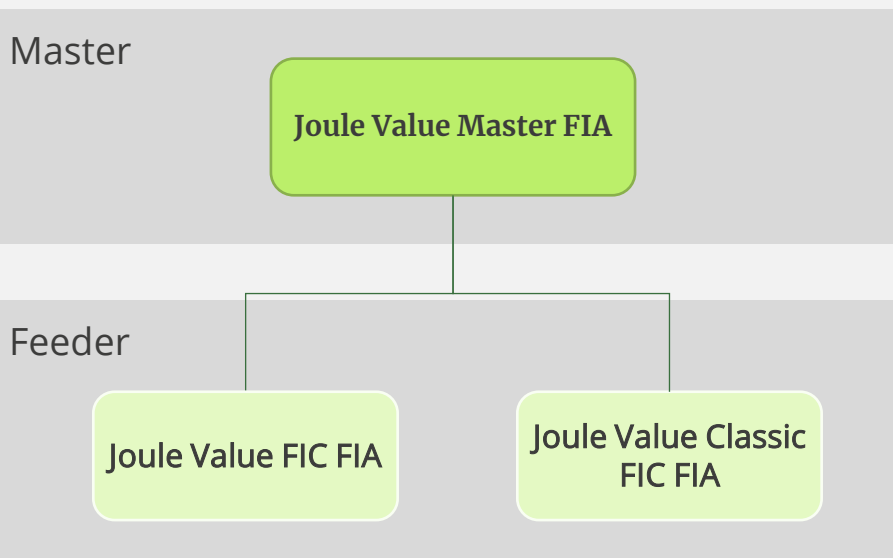 Master
Joule Value Master FIA
Feeder
Joule Value FIC FIA
Joule Value Classic
FIC FIA